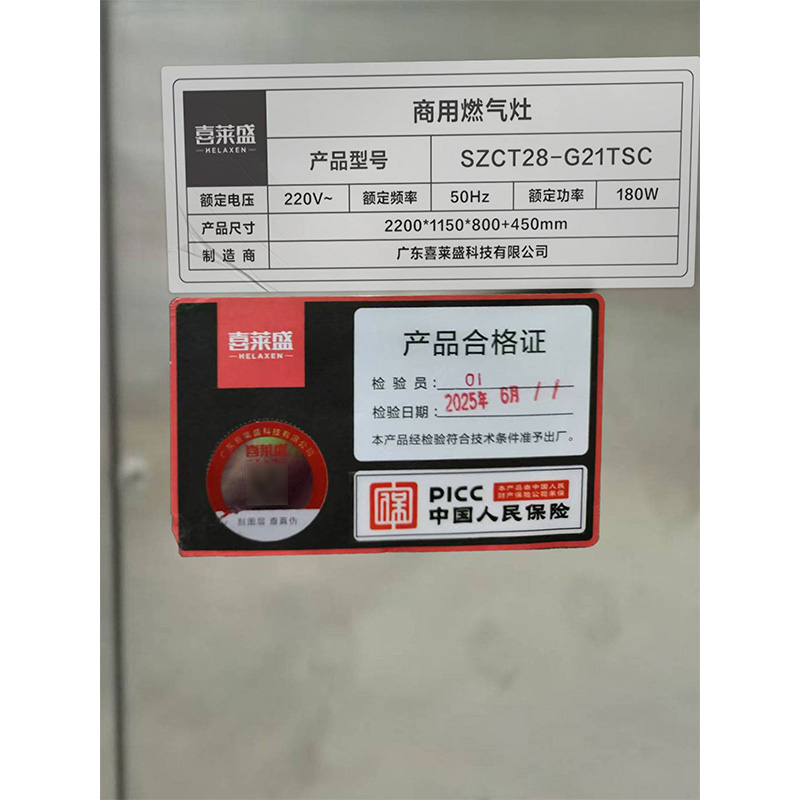 喜莱盛
HELAXEN
商用燃气灶
产品型号 SZCT28-G21TSC
额定电压 220V~ 额定频率 50Hz 额定功率 180W
产品尺寸 2200*1150*800+450mm
制造商 广东喜莱盛科技有限公司
喜莱盛
HELAXEN
产品合格证
检验员: 01
检验日期: 2025年 6月 11
本产品经检验符合技术条件准予出厂。
广东喜莱盛科技有限公司
喜莱盛
刮图层 查真伪
保
PICC 本产品由中国人民
财产保险公司承保
中国人民保险